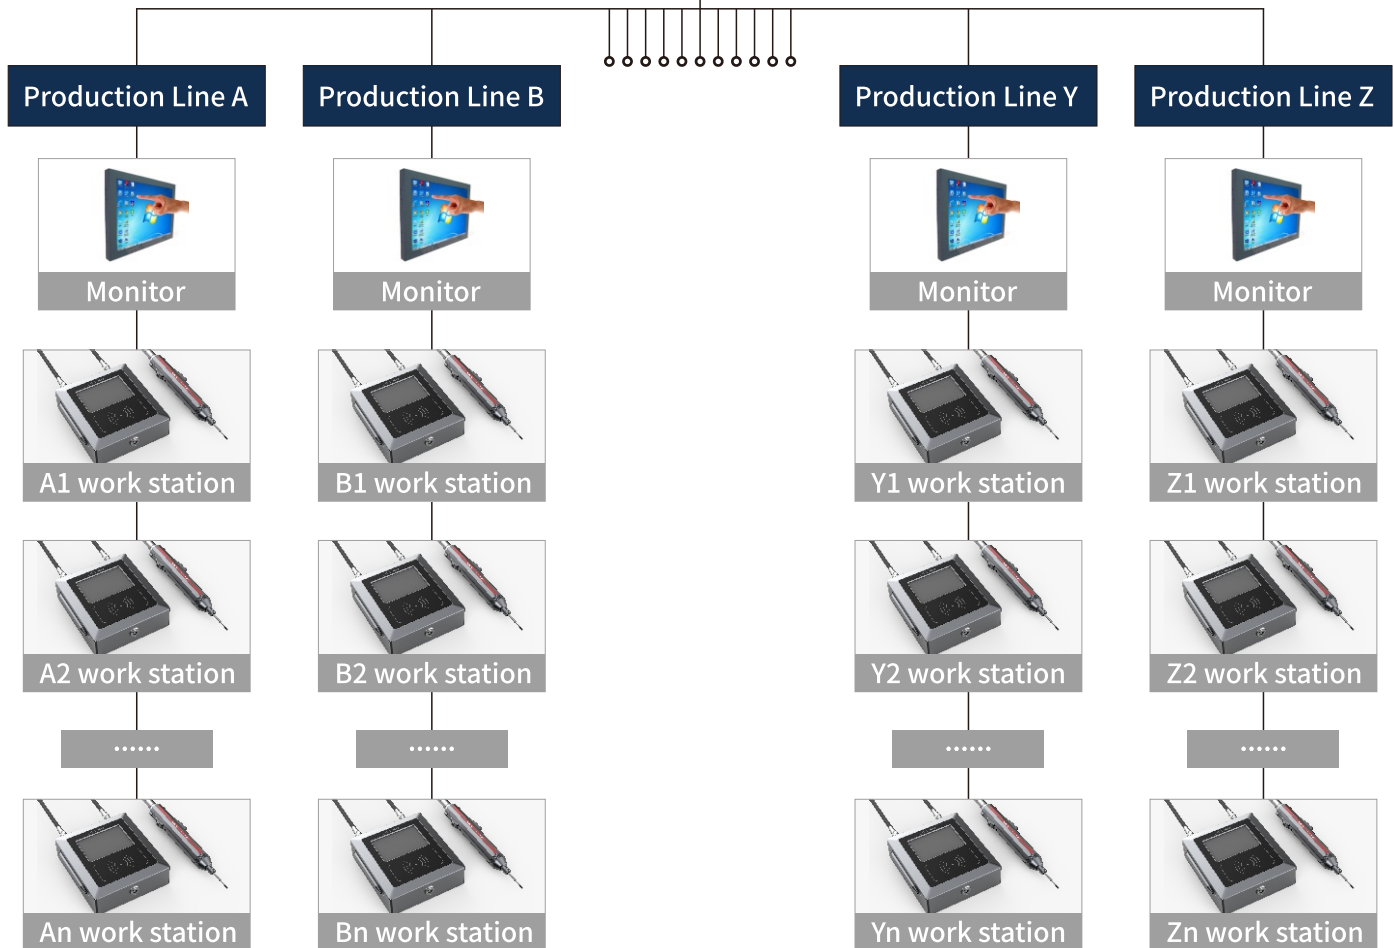 Production Line A
Production Line B
Production Line Y
Production Line Z
Monitor
Monitor
Monitor
Monitor
A1 work station
B1 work station
Y1 work station
Z1 work station
A2 work station
B2 work station
Y2 work station
Z2 work station
······
······
······
······
An work station
Bn work station
Yn work station
Zn work station